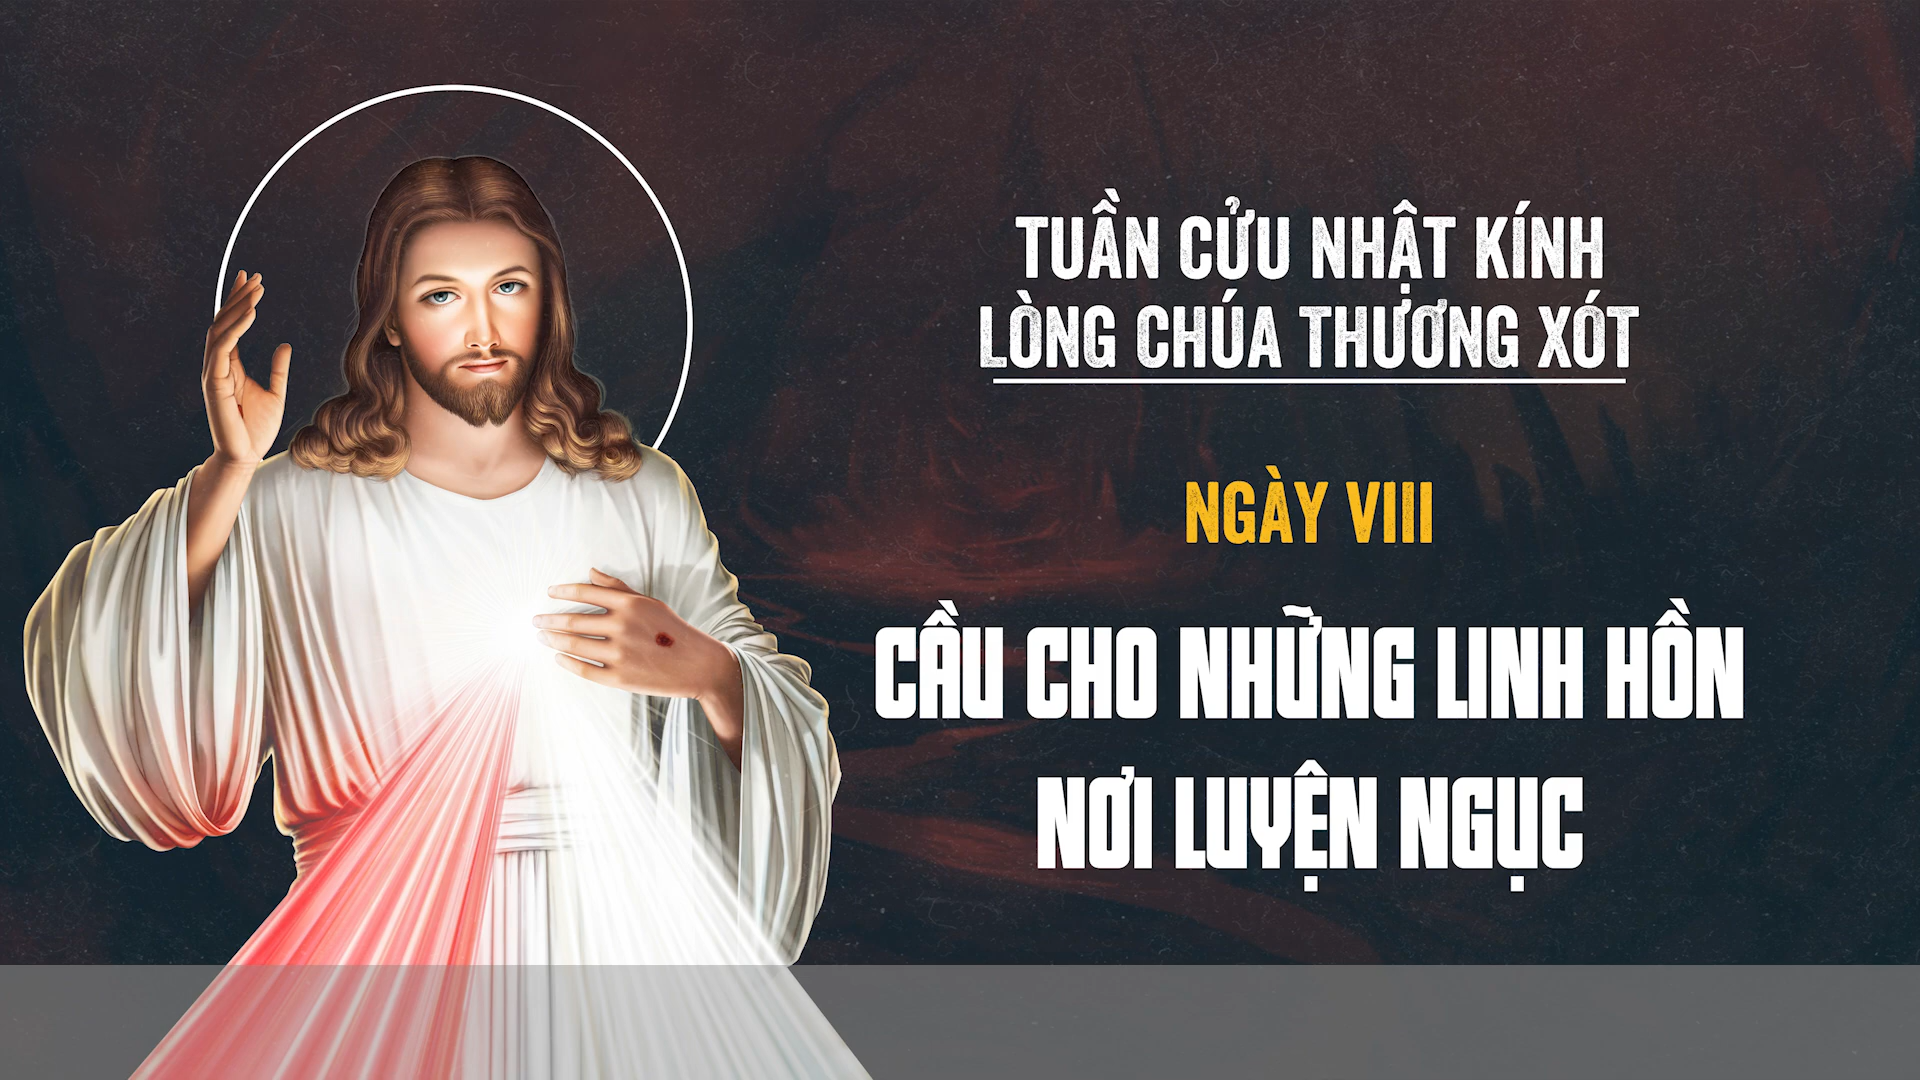 TUẦN CỬU NHẬT KÍNH
LÒNG CHÚA THƯƠNG XÓT
NGÀY VIII
CẦU CHO NHỮNG LINH HỒN
NƠI LUYỆN NGỤC